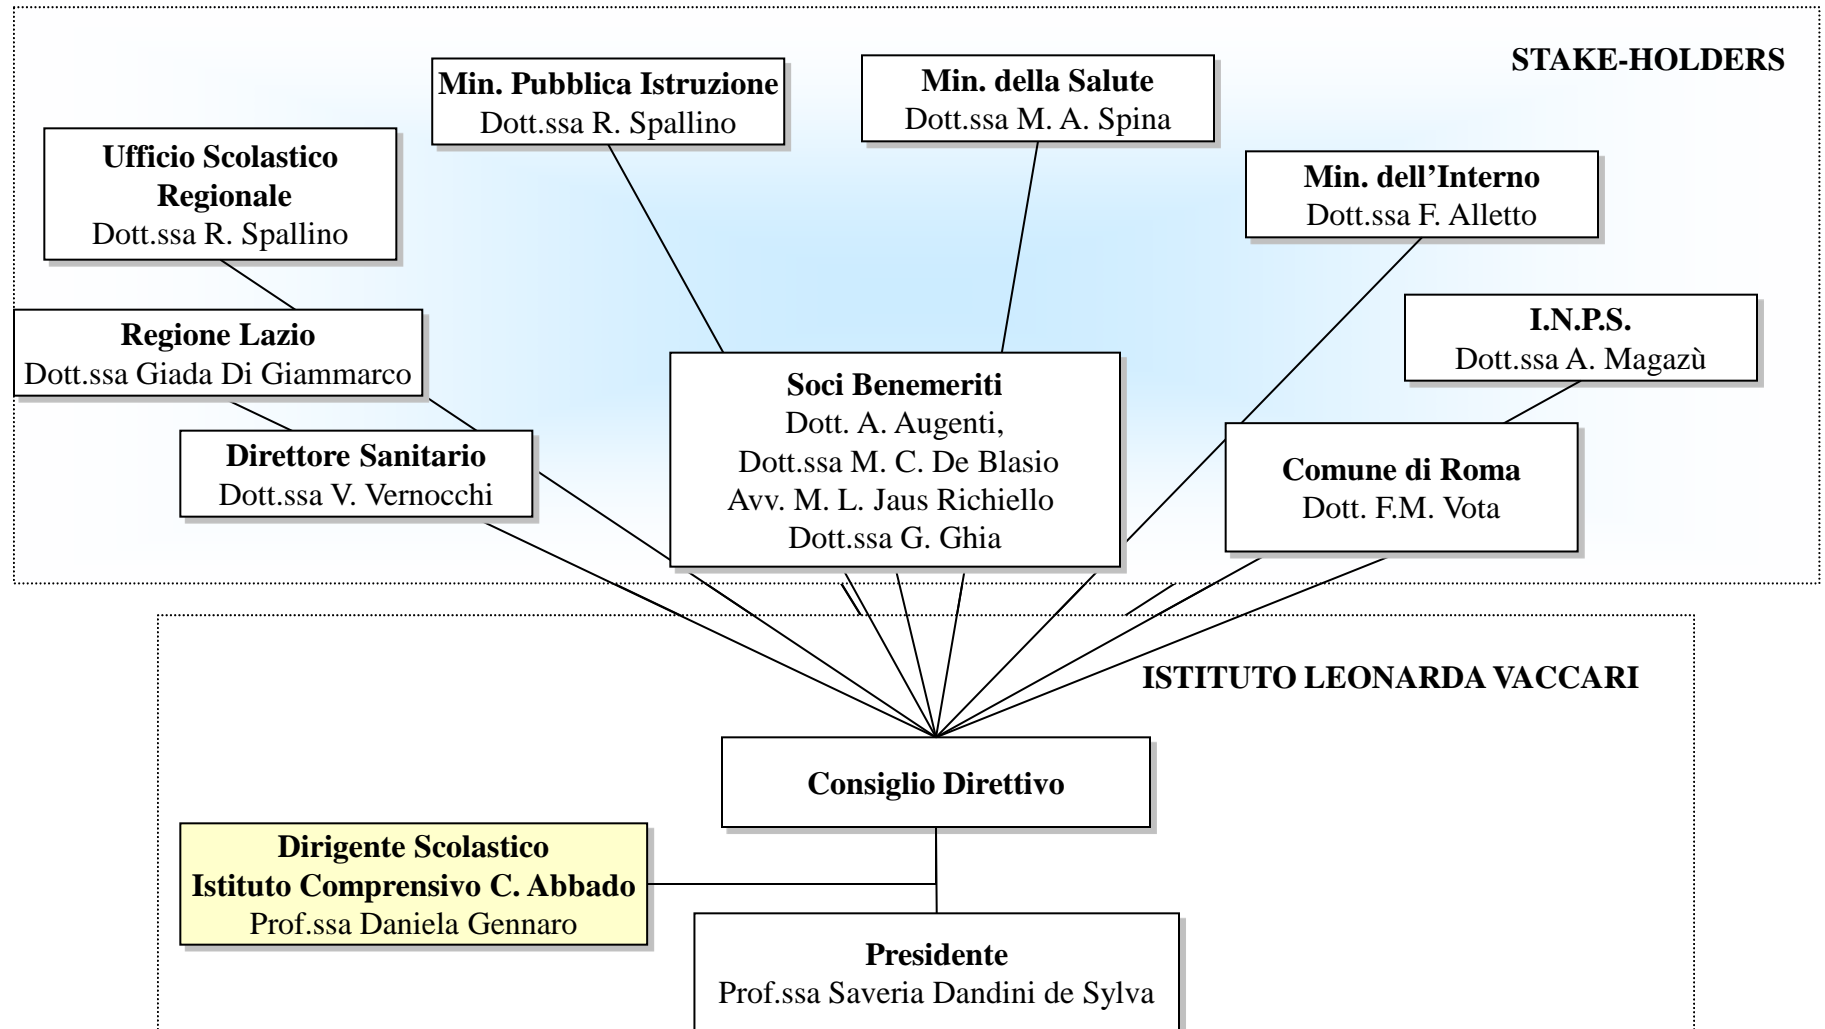 STAKE-HOLDERS
Min. Pubblica Istruzione
Dott.ssa R. Spallino
Min. della Salute
Dott.ssa M. A. Spina
Ufficio Scolastico
Regionale
Dott.ssa R. Spallino
Min. dell’Interno
Dott.ssa F. Alletto
Regione Lazio
Dott.ssa Giada Di Giammarco
I.N.P.S.
Dott.ssa A. Magazù
Soci Benemeriti
Dott. A. Augenti,
Dott.ssa M. C. De Blasio
Avv. M. L. Jaus Richiello
Dott.ssa G. Ghia
Direttore Sanitario
Dott.ssa V. Vernocchi
Comune di Roma
Dott. F.M. Vota
ISTITUTO LEONARDA VACCARI
Consiglio Direttivo
Dirigente Scolastico
Istituto Comprensivo C. Abbado
Prof.ssa Daniela Gennaro
Presidente
Prof.ssa Saveria Dandini de Sylva